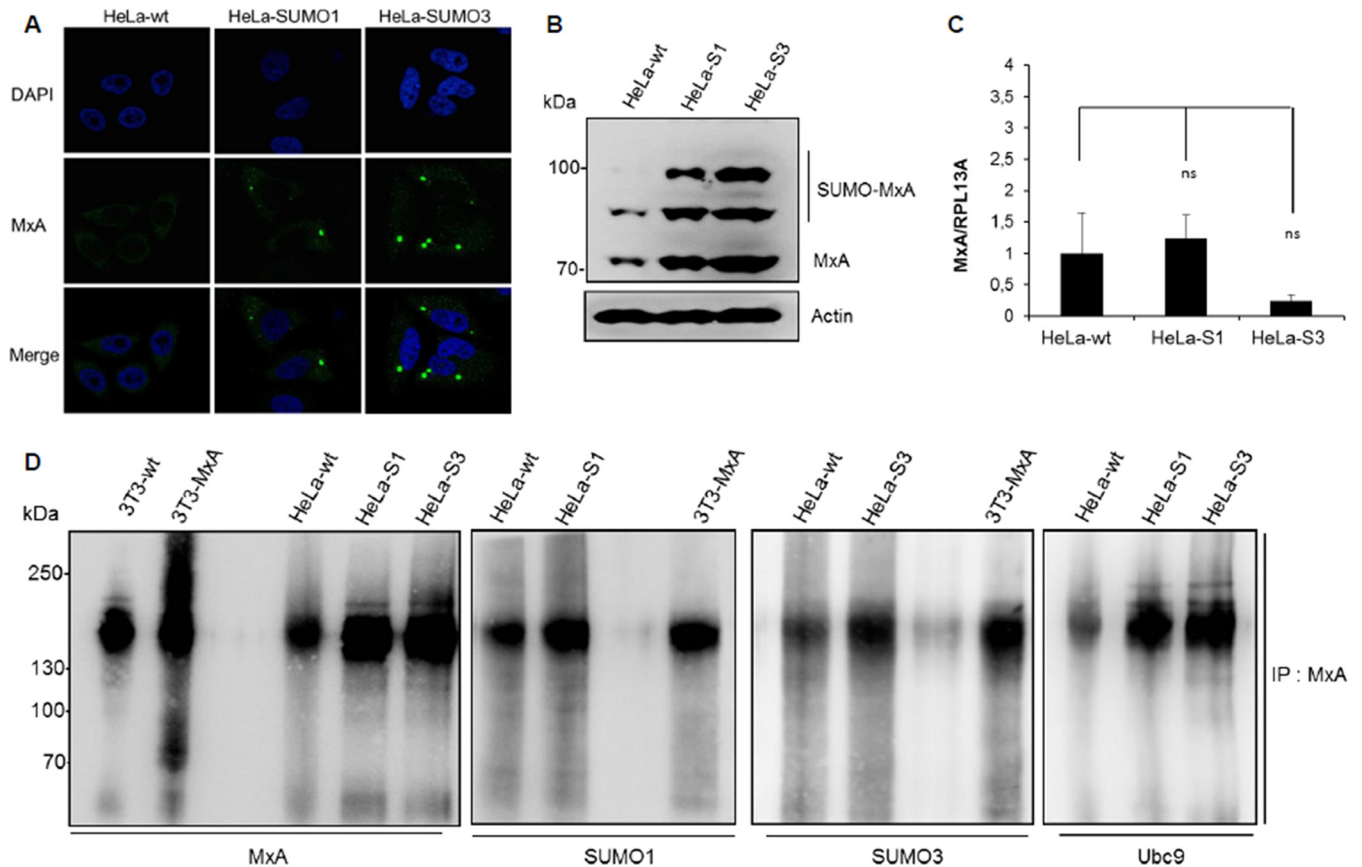 A
HeLa-wt
HeLa-SUMO1
HeLa-SUMO3
DAPI
MxA
Merge
B
HeLa-wt
HeLa-S1
HeLa-S3
kDa
100
70
SUMO-MxA
MxA
Actin
C
MxA/RPL13A
4
3,5
3
2,5
2
1,5
1
0,5
0
ns
ns
HeLa-wt
HeLa-S1
HeLa-S3
D
3T3-wt
3T3-MxA
HeLa-wt
HeLa-S1
HeLa-S3
HeLa-wt
HeLa-S1
3T3-MxA
HeLa-wt
HeLa-S3
3T3-MxA
HeLa-wt
HeLa-S1
HeLa-S3
kDa
250
130
100
70
IP : MxA
MxA
SUMO1
SUMO3
Ubc9